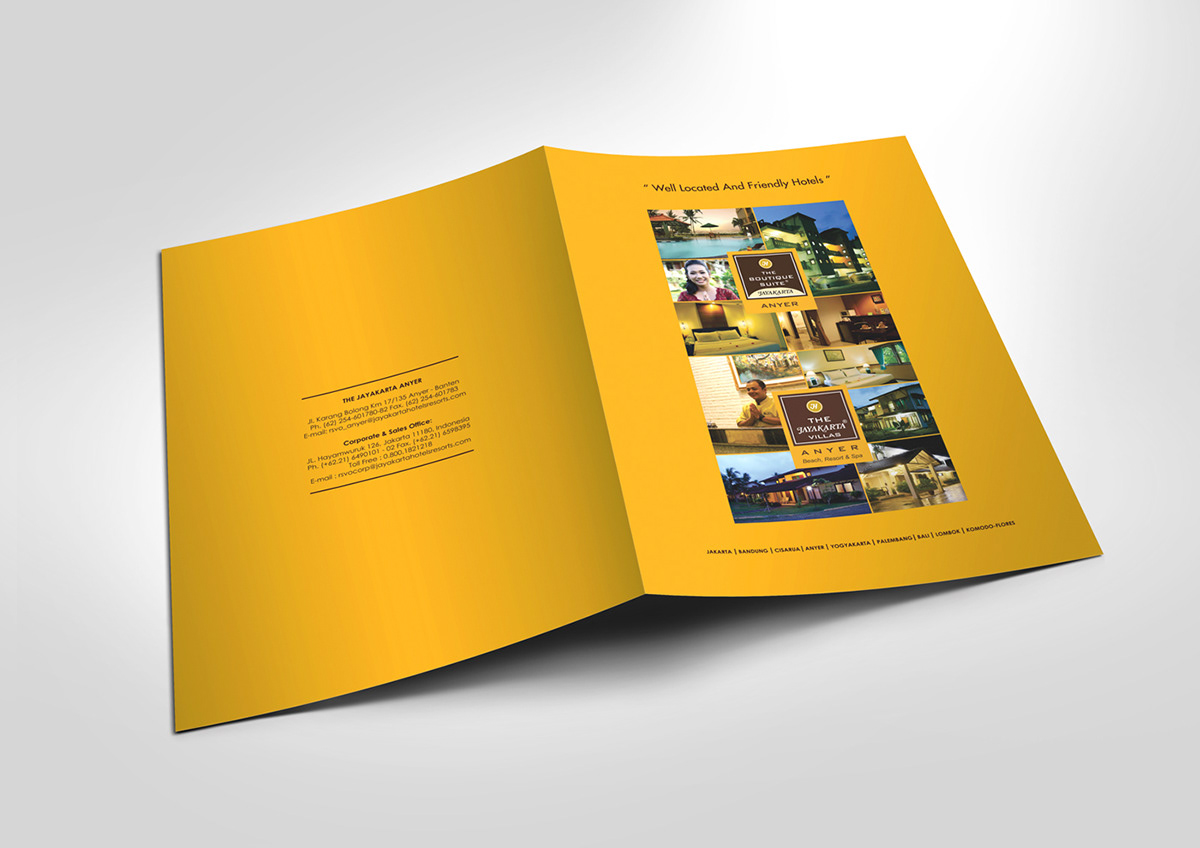 THE JAYAKARTA ANYER
Jl. Karang Bolong Km 17/135 Anyer - Banten
Ph. (62) 254-601780-82 Fax. (62) 254-601783
E-mail: rsvo_anyer@jayakartahotelsresorts.com
Corporate & Sales Office:
JL. Hayamwuruk 126, Jakarta 11180, Indonesia
Ph. (+62.21) 6490101 - 02 Fax. (+62.21) 6598395
Toll Free : 0.800.1821218
E-mail : rsvocorp@jayakartahotelsresorts.com
“ Well Located And Friendly Hotels ”
THE
BOUTIQUE
SUITE®
JAYAKARTA
ANYER
THE
JAYAKARTA®
VILLAS
ANYER
Beach, Resort & Spa
JAKARTA | BANDUNG | CISARUA | ANYER | YOGYAKARTA | PALEMBANG | BALI | LOMBOK | KOMODO-FLORES